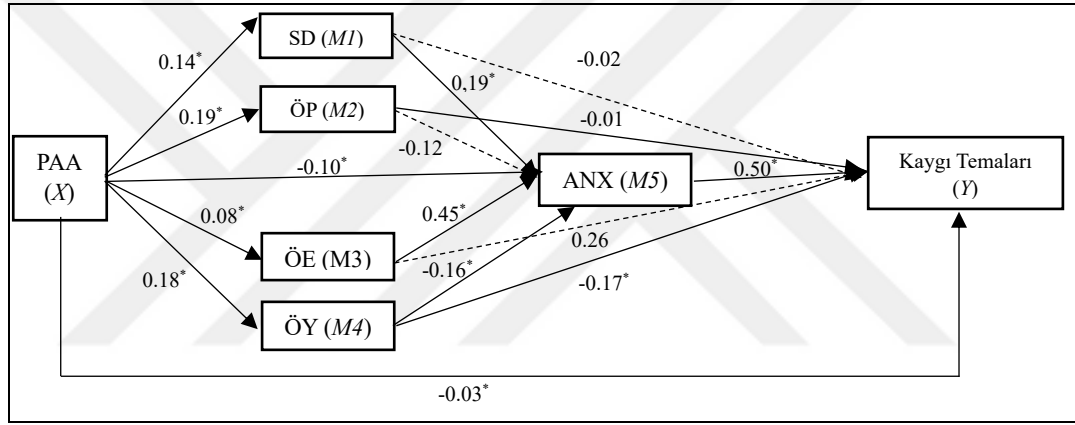 SD (M1)
-0.02
0.14*
0,19*
0.19*
ÖP (M2)
-0.01
-0.12
PAA
(X)
-0.10*
ANX (M5)
0.50*
Kaygı Temaları
(Y)
0.08*
0.45*
ÖE (M3)
0.26
0.18*
-0.16*
-0.17*
ÖY (M4)
-0.03*